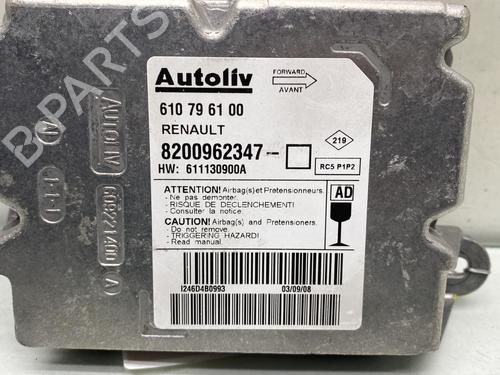 Autoliv
FORWARD
AVANT
610 79 61 00
RENAULT
8200962347-
219
HW: 611130900A
RC5 P1P2
ATTENTION! Airbag(s)et Pretensionneurs.
- Ne pas demonter.
- RISQUE DE DECLENCHEMENT!
- Consulter la notice.
AD
CAUTION! Airbag(s) and Pretensioners.
- Do not remove.
- TRIGGERING HAZARD!
- Read manual.
I246D4B0993
03/09/08
AUTOLIV
B-PARTS